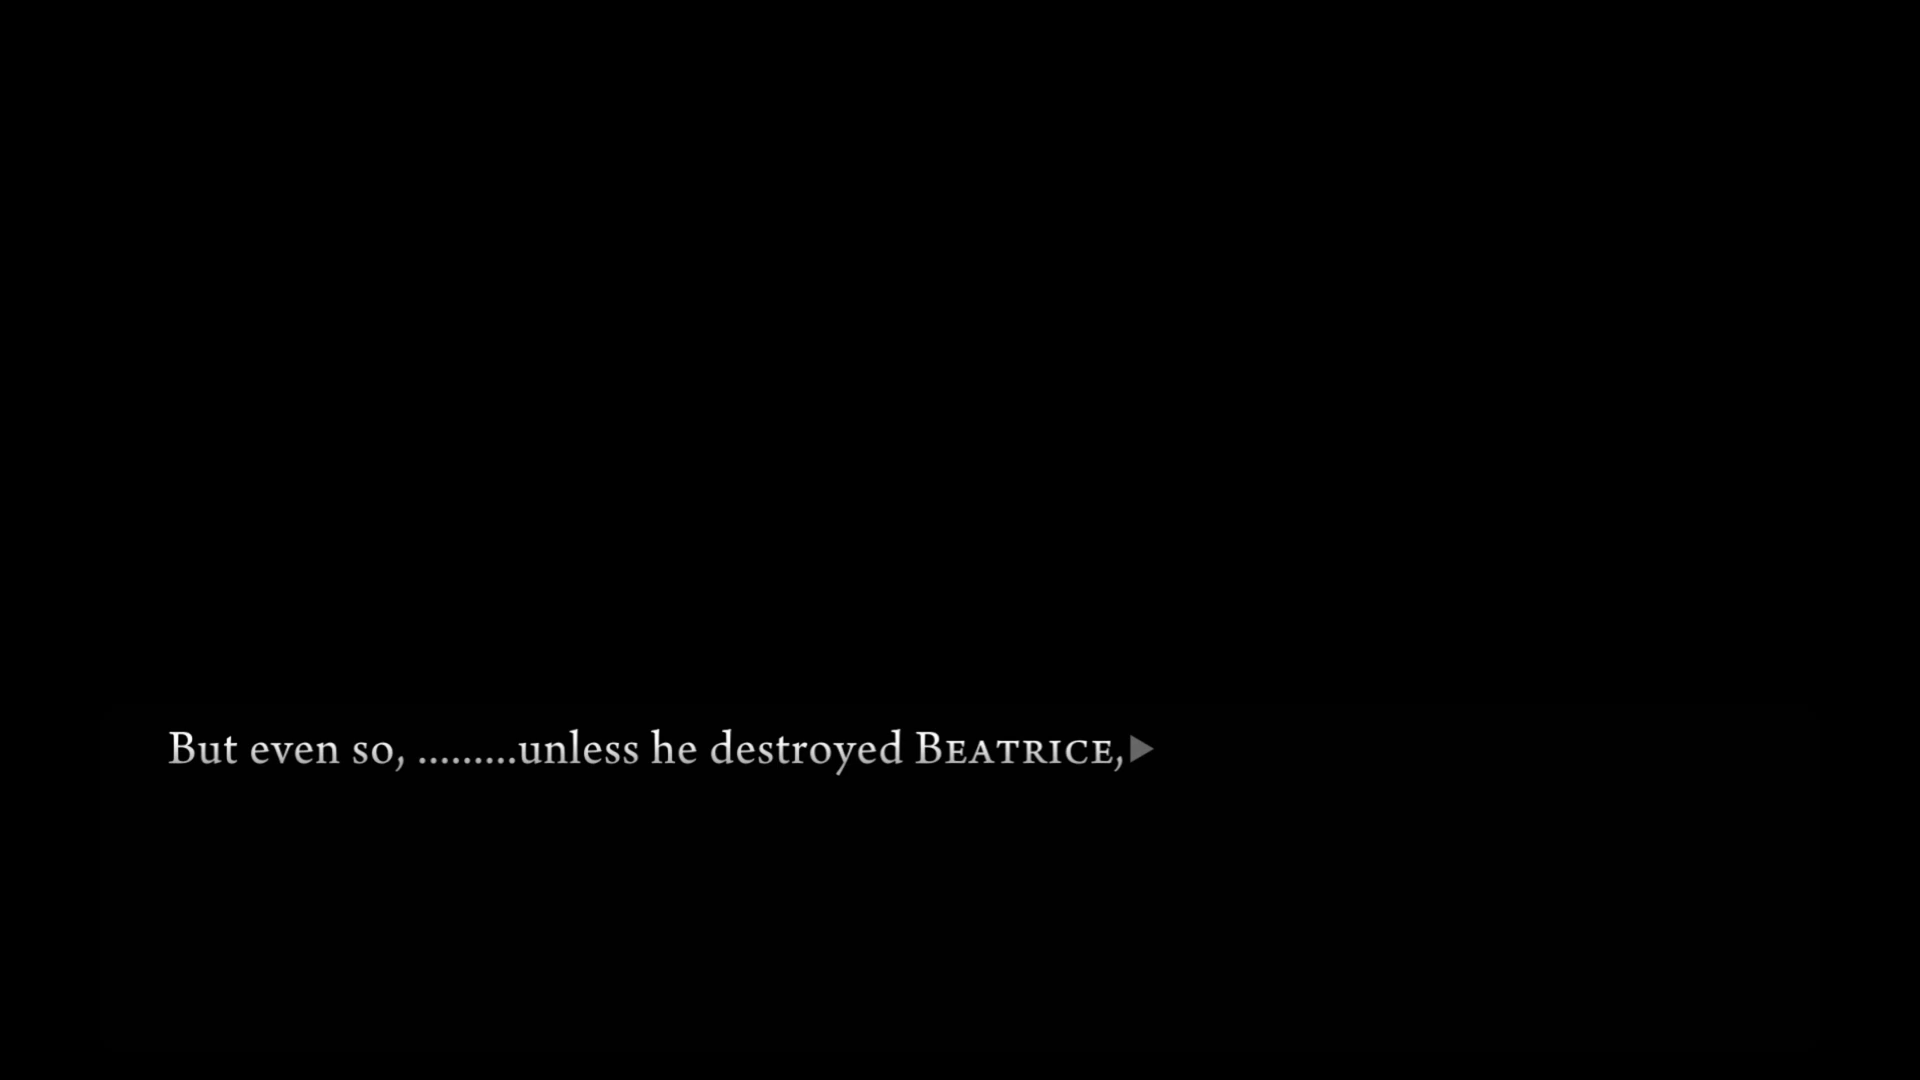 But even so, .........unless he destroyed BEATRICE,